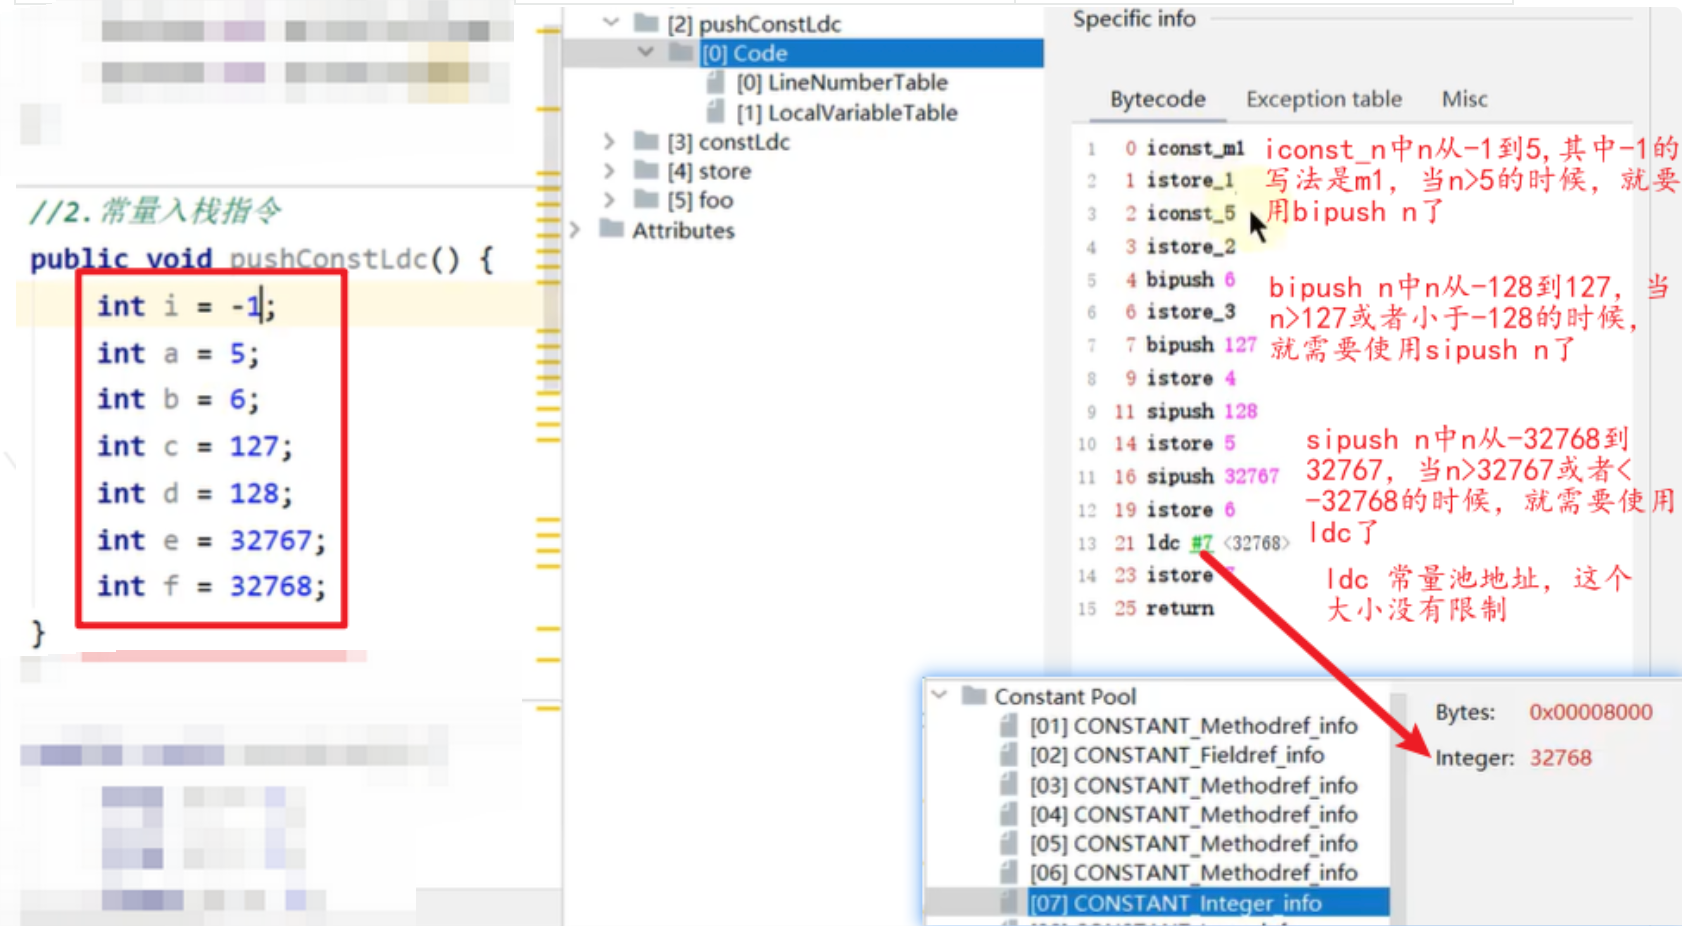 //2.常量入栈指令
public void pushConstLdc() {
int i = -1;
int a = 5;
int b = 6;
int c = 127;
int d = 128;
int e = 32767;
int f = 32768;
}
[2] pushConstLdc
[0] Code
[0] LineNumberTable
[1] LocalVariableTable
[3] constLdc
[4] store
[5] foo
Attributes
Specific info
Bytecode Exception table Misc
1 0 iconst_m1
2 1 istore_1
3 2 iconst_5
4 3 istore_2
5 4 bipush 6
6 6 istore_3
7 7 bipush 127
8 9 istore 4
9 11 sipush 128
10 14 istore 5
11 16 sipush 32767
12 19 istore 6
13 21 ldc #7 <32768>
14 23 istore
15 25 return
iconst_n中n从-1到5,其中-1的
写法是m1, 当n>5的时候, 就要
用bipush n了
bipush n中n从-128到127, 当
n>127或者小于-128的时候,
就需要使用sipush n了
sipush n中n从-32768到
32767, 当n>32767或者<
-32768的时候, 就需要使用
ldc了
ldc 常量池地址, 这个
大小没有限制
Constant Pool
[01] CONSTANT_Methodref_info
[02] CONSTANT_Fieldref_info
[03] CONSTANT_Methodref_info
[04] CONSTANT_Methodref_info
[05] CONSTANT_Methodref_info
[06] CONSTANT_Methodref_info
[07] CONSTANT_Integer_info
Bytes: 0x00008000
Integer: 32768